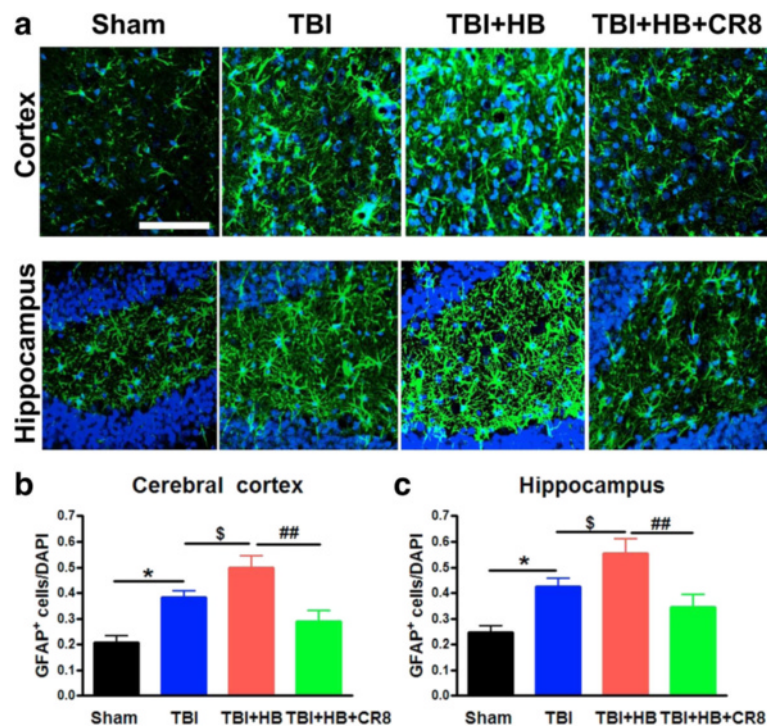 a Sham TBI TBI+HB TBI+HB+CR8
Cortex
Hippocampus
b Cerebral cortex
GFAP+ cells/DAPI
0.7
0.6
0.5
0.4
0.3
0.2
0.1
0.0
* $ ##
Sham TBI TBI+HB TBI+HB+CR8
c Hippocampus
GFAP+ cells/DAPI
0.7
0.6
0.5
0.4
0.3
0.2
0.1
0.0
* $ ##
Sham TBI TBI+HB TBI+HB+CR8